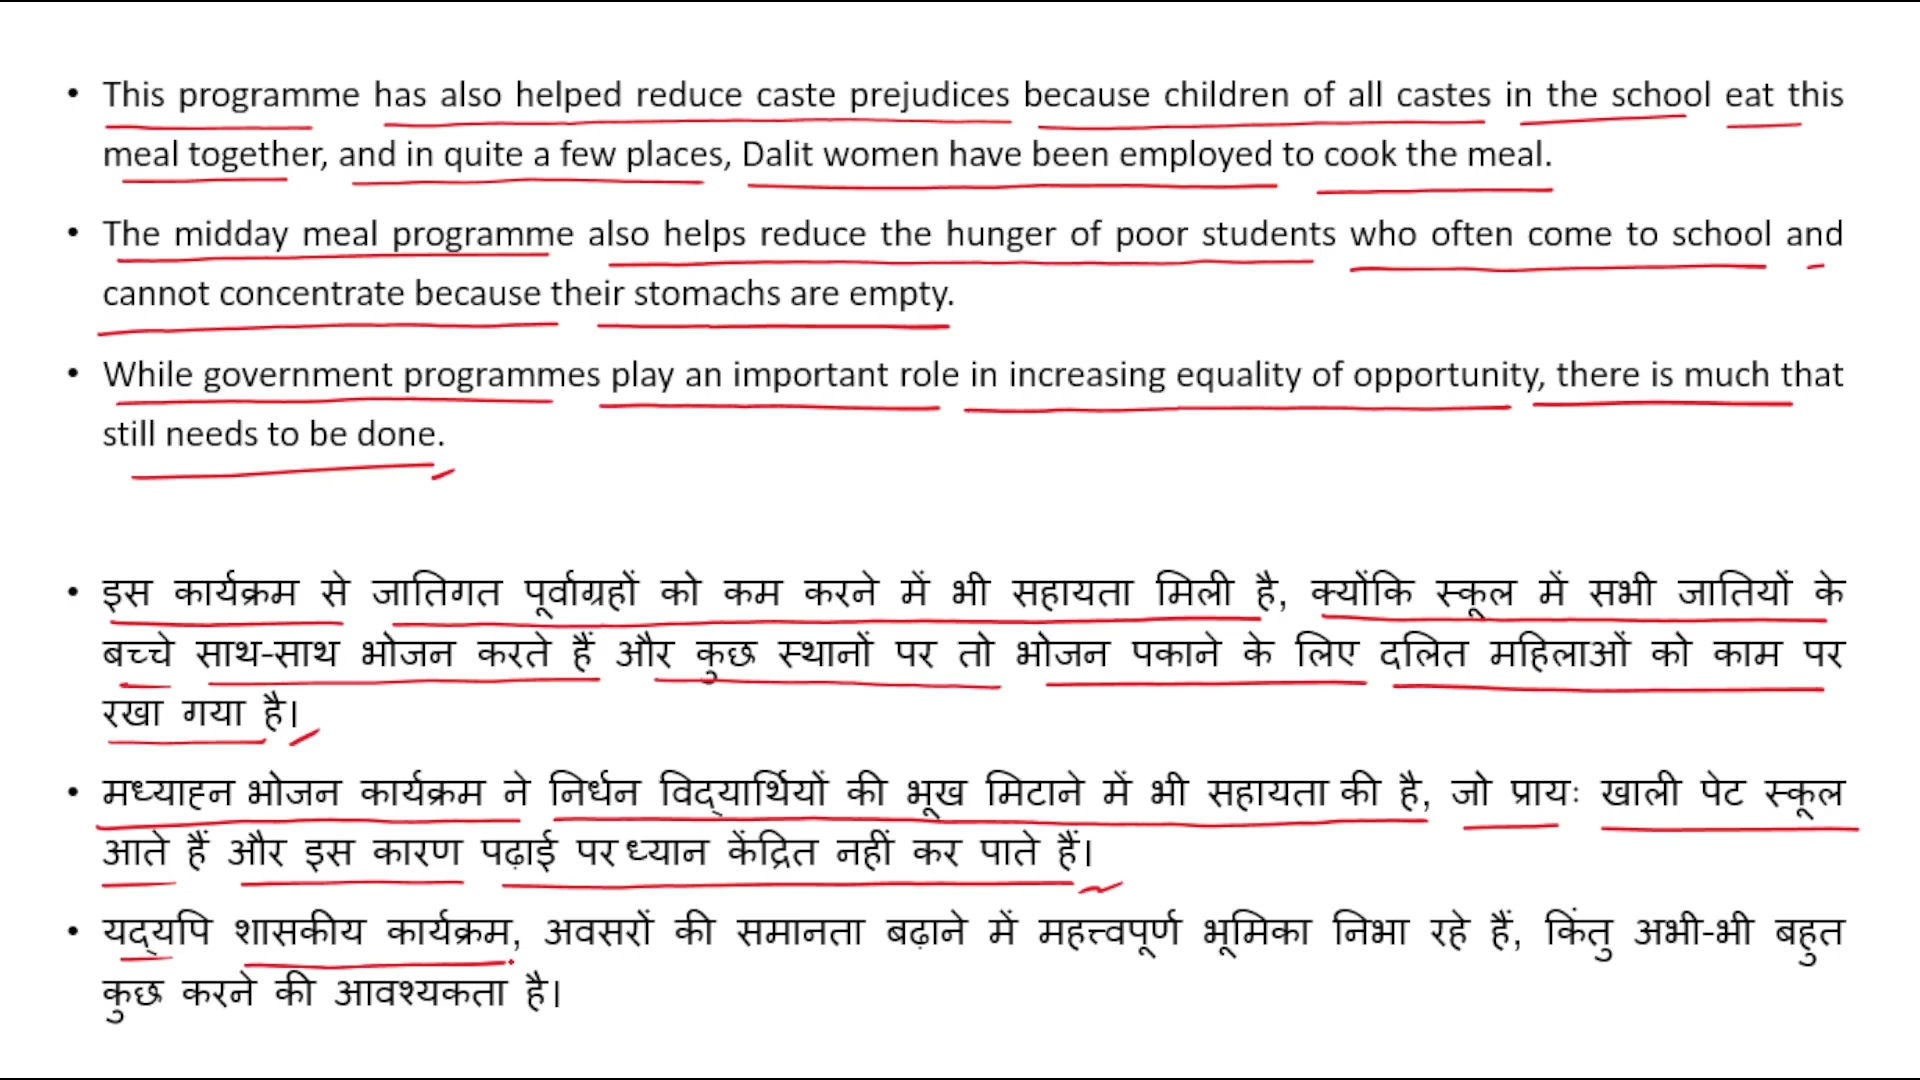 • This programme has also helped reduce caste prejudices because children of all castes in the school eat this
meal together, and in quite a few places, Dalit women have been employed to cook the meal.
• The midday meal programme also helps reduce the hunger of poor students who often come to school and
cannot concentrate because their stomachs are empty.
• While government programmes play an important role in increasing equality of opportunity, there is much that
still needs to be done.
• इस कार्यक्रम से जातिगत पूर्वाग्रहों को कम करने में भी सहायता मिली है, क्योंकि स्कूल में सभी जातियों के
बच्चे साथ-साथ भोजन करते हैं और कुछ स्थानों पर तो भोजन पकाने के लिए दलित महिलाओं को काम पर
रखा गया है।
• मध्याह्न भोजन कार्यक्रम ने निर्धन विद्यार्थियों की भूख मिटाने में भी सहायता की है, जो प्रायः खाली पेट स्कूल
आते हैं और इस कारण पढ़ाई पर ध्यान केंद्रित नहीं कर पाते हैं।
• यद्यपि शासकीय कार्यक्रम, अवसरों की समानता बढ़ाने में महत्त्वपूर्ण भूमिका निभा रहे हैं, किंतु अभी-भी बहुत
कुछ करने की आवश्यकता है।